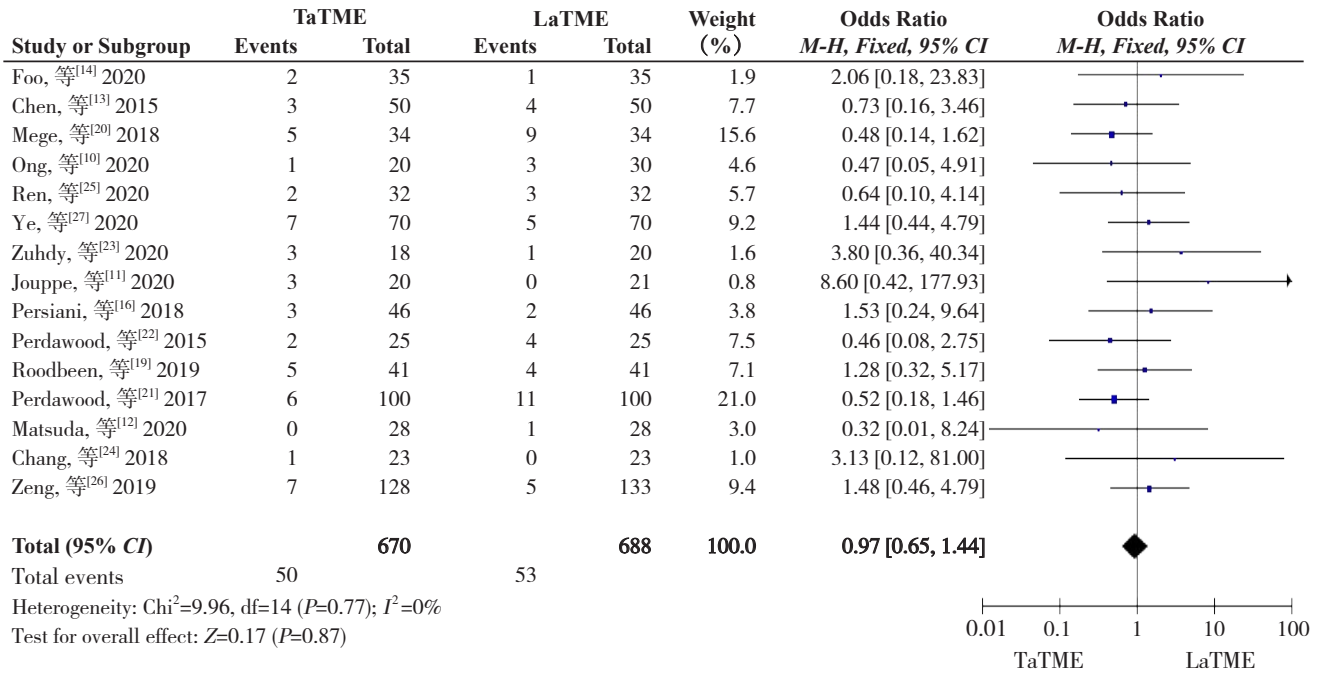 TaTME LaTME Weight Odds Ratio Odds Ratio
Study or Subgroup Events Total Events Total (%) M-H, Fixed, 95% CI M-H, Fixed, 95% CI
Foo, 等[14] 2020 2 35 1 35 1.9 2.06 [0.18, 23.83]
Chen, 等[13] 2015 3 50 4 50 7.7 0.73 [0.16, 3.46]
Mege, 等[20] 2018 5 34 9 34 15.6 0.48 [0.14, 1.62]
Ong, 等[10] 2020 1 20 3 30 4.6 0.47 [0.05, 4.91]
Ren, 等[25] 2020 2 32 3 32 5.7 0.64 [0.10, 4.14]
Ye, 等[27] 2020 7 70 5 70 9.2 1.44 [0.44, 4.79]
Zuhdy, 等[23] 2020 3 18 1 20 1.6 3.80 [0.36, 40.34]
Jouppe, 等[11] 2020 3 20 0 21 0.8 8.60 [0.42, 177.93]
Persiani, 等[16] 2018 3 46 2 46 3.8 1.53 [0.24, 9.64]
Perdawood, 等[22] 2015 2 25 4 25 7.5 0.46 [0.08, 2.75]
Roodbeen, 等[19] 2019 5 41 4 41 7.1 1.28 [0.32, 5.17]
Perdawood, 等[21] 2017 6 100 11 100 21.0 0.52 [0.18, 1.46]
Matsuda, 等[12] 2020 0 28 1 28 3.0 0.32 [0.01, 8.24]
Chang, 等[24] 2018 1 23 0 23 1.0 3.13 [0.12, 81.00]
Zeng, 等[26] 2019 7 128 5 133 9.4 1.48 [0.46, 4.79]
Total (95% CI) 670 688 100.0 0.97 [0.65, 1.44]
Total events 50 53
Heterogeneity: Chi²=9.96, df=14 (P=0.77); I²=0%
Test for overall effect: Z=0.17 (P=0.87)
0.01 0.1 1 10 100
TaTME LaTME